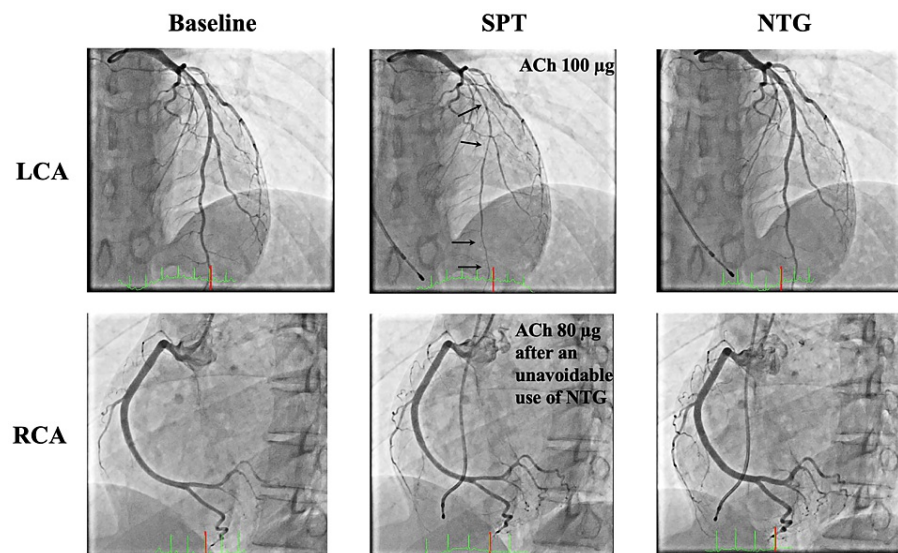 Baseline
SPT
NTG
LCA
ACh 100 μg
RCA
ACh 80 μg
after an
unavoidable
use of NTG